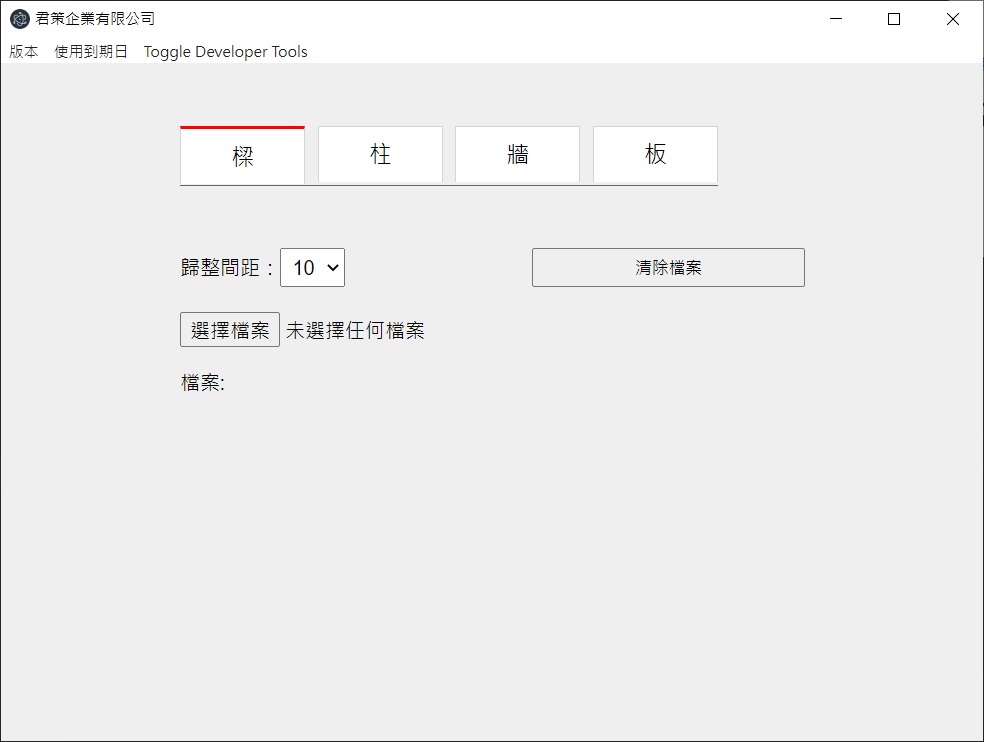 君策企業有限公司
版本 使用到期日 Toggle Developer Tools
樑 柱 牆 板
歸整間距： 10 清除檔案
選擇檔案 未選擇任何檔案
檔案: